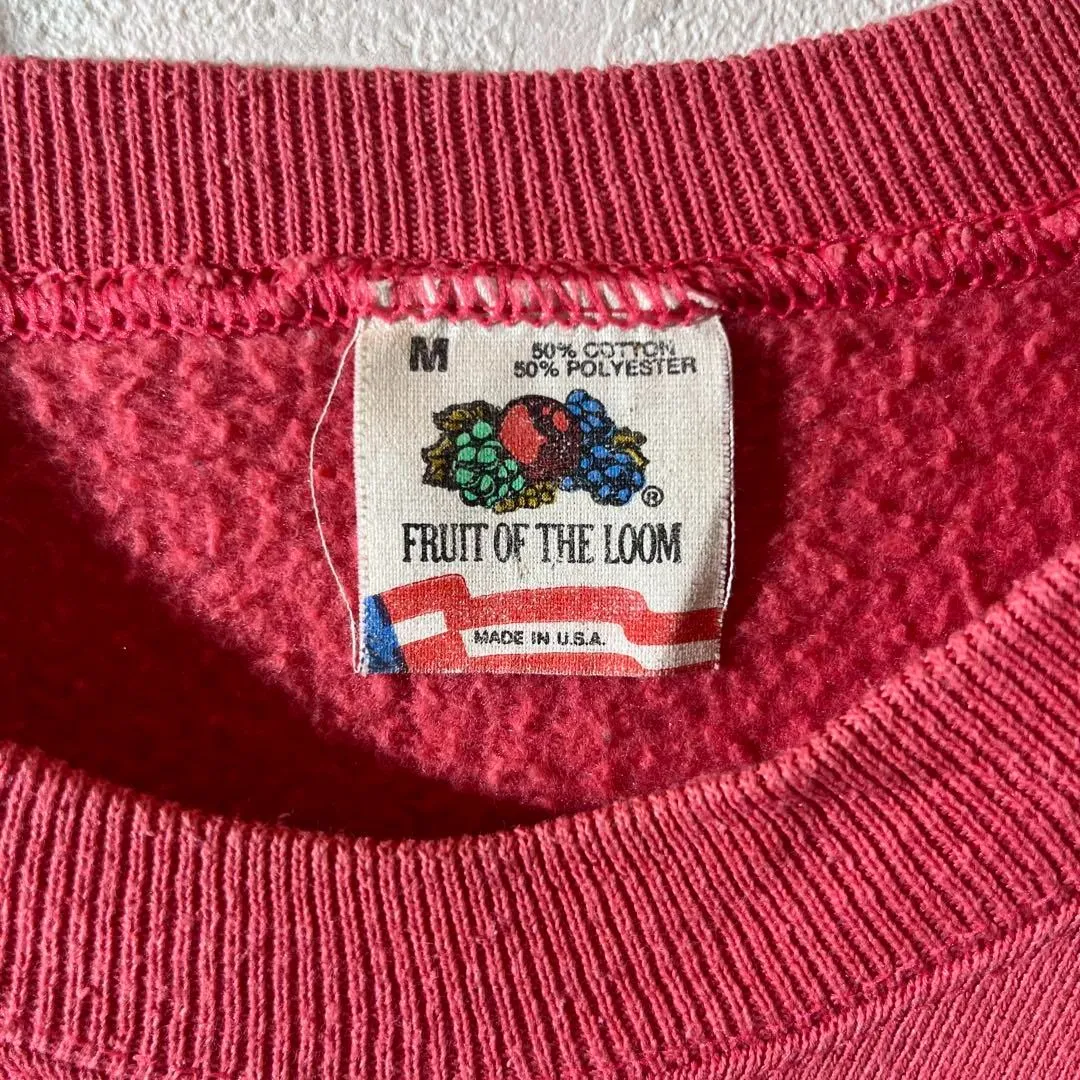 M
50% COTTON
50% POLYESTER
®
FRUIT OF THE LOOM
MADE IN U.S.A.